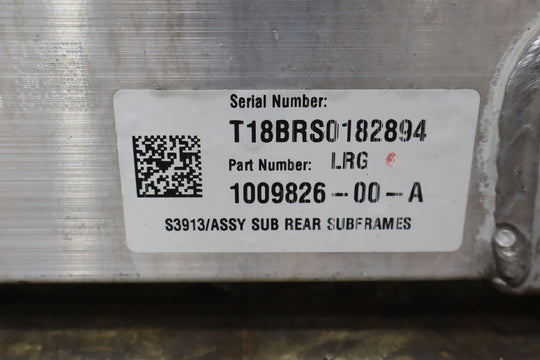 Serial Number:
T18BRS0182894
Part Number: LRG
1009826-00-A
S3913/ASSY SUB REAR SUBFRAMES